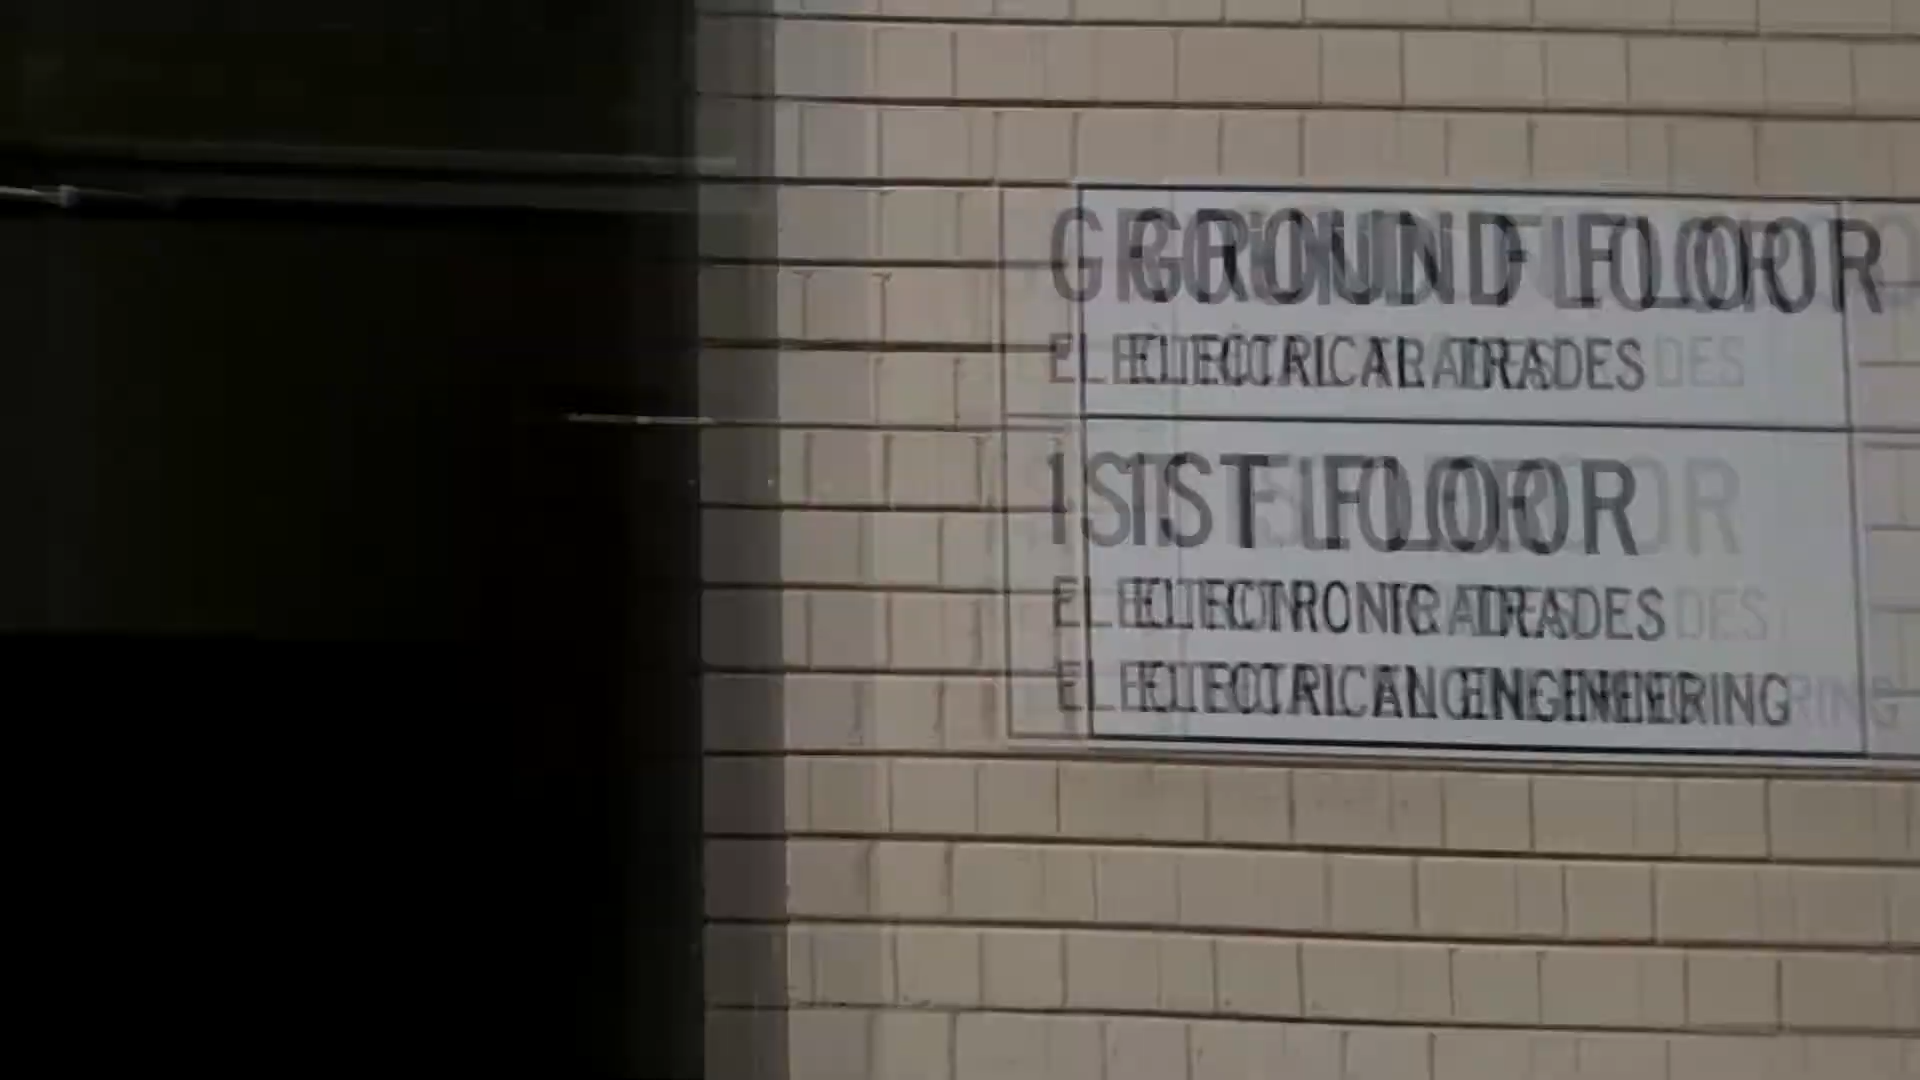 GROUND FLOOR
ELECTRICAL TRADES
1ST FLOOR
ELECTRONIC TRADES
ELECTRICAL ENGINEERING